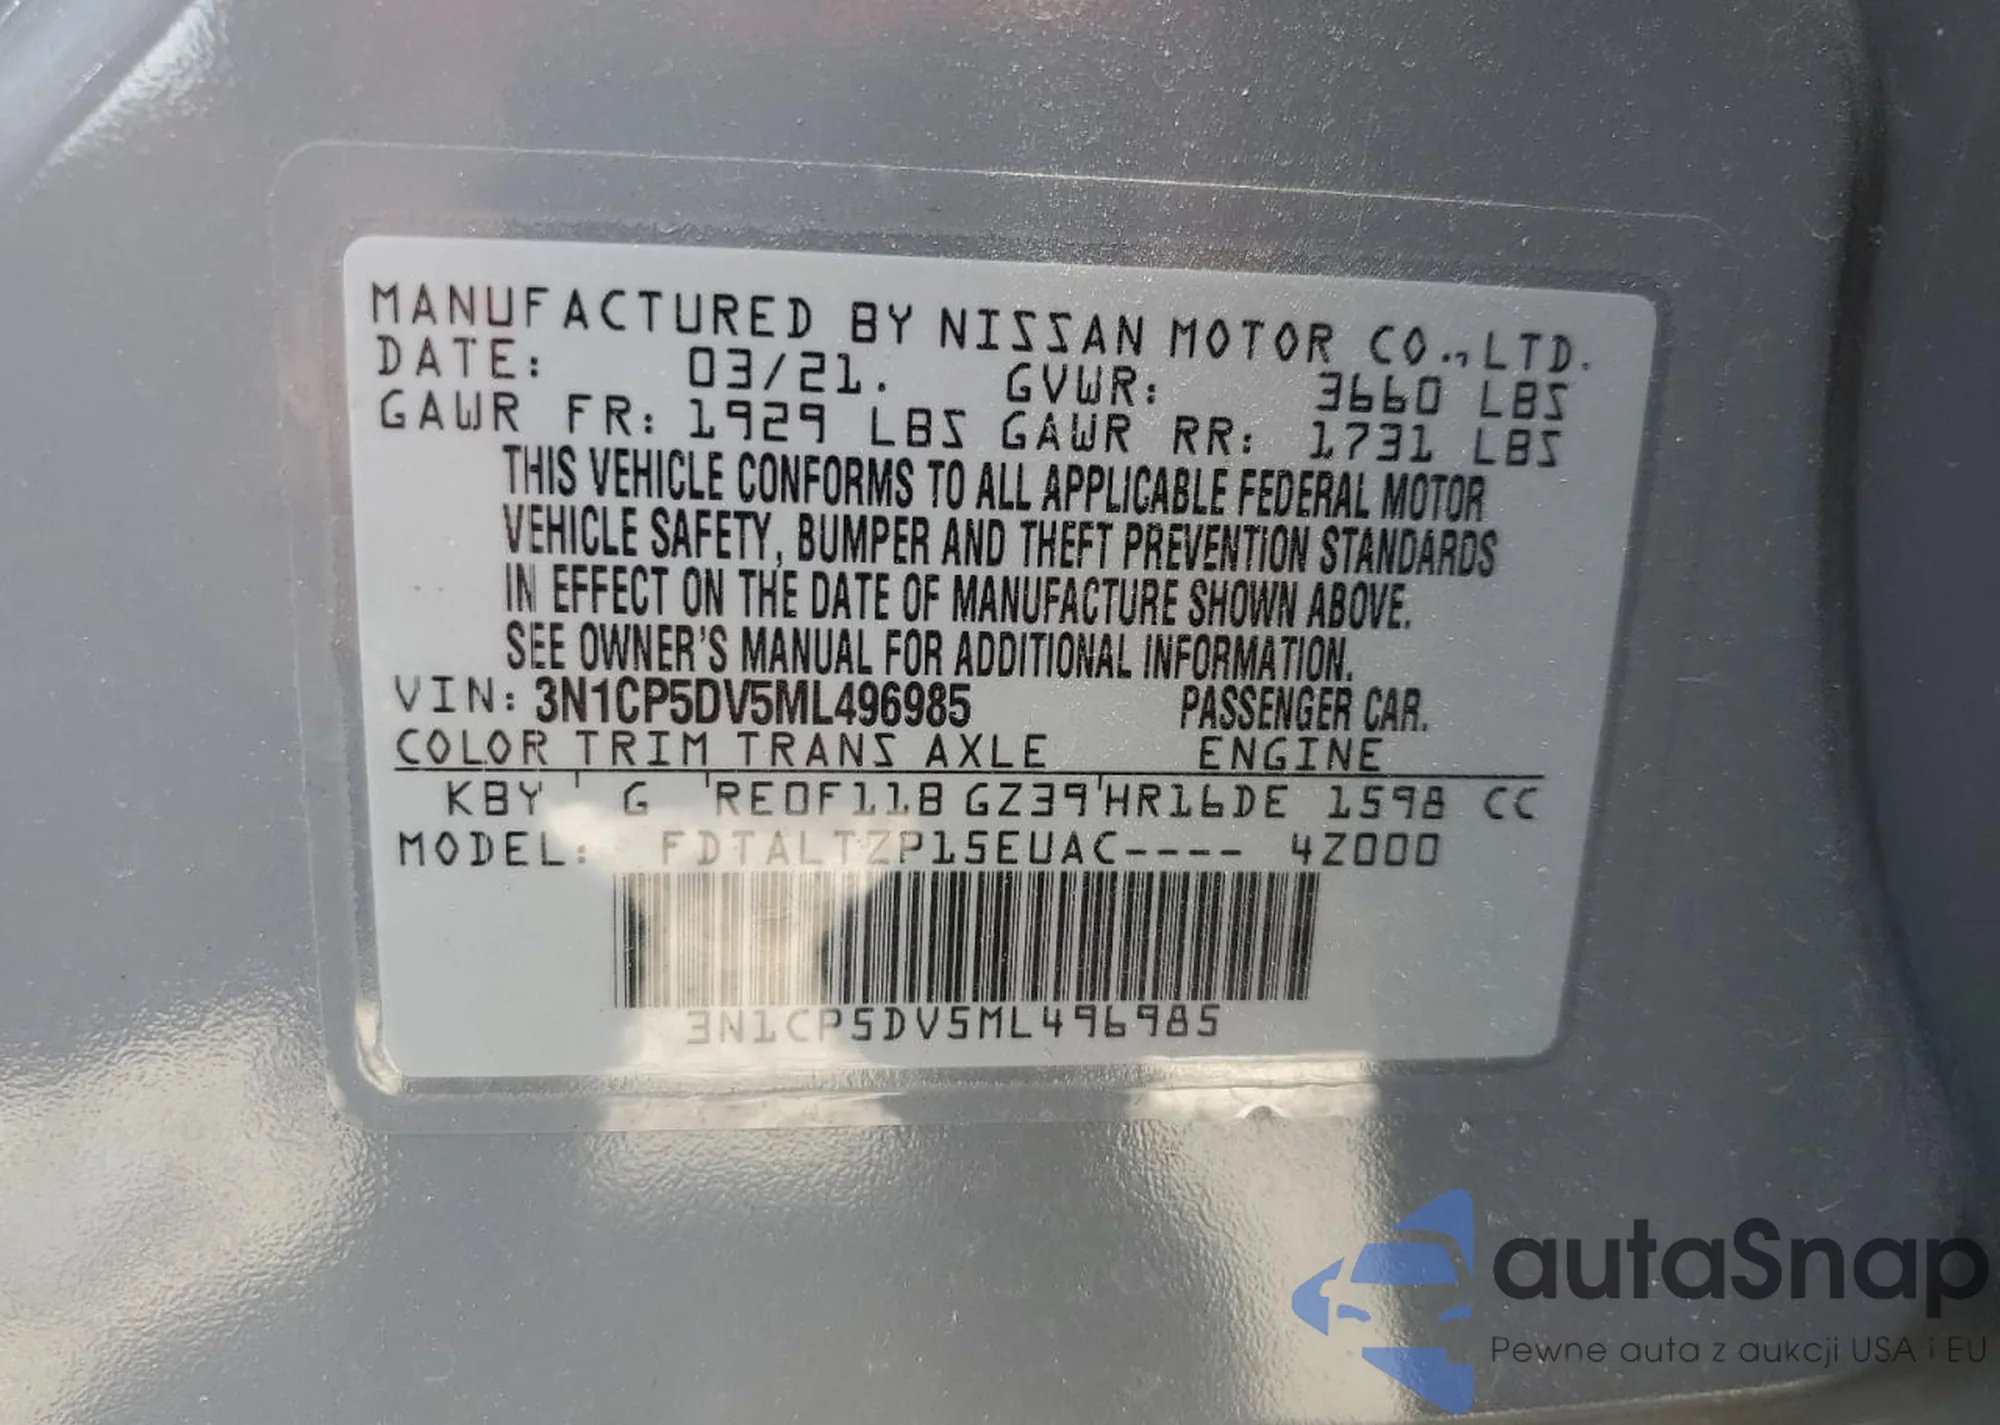 MANUFACTURED BY NISSAN MOTOR CO., LTD.
DATE: 03/21. GVWR: 3660 LBS
GAWR FR: 1929 LBS GAWR RR: 1731 LBS
THIS VEHICLE CONFORMS TO ALL APPLICABLE FEDERAL MOTOR
VEHICLE SAFETY, BUMPER AND THEFT PREVENTION STANDARDS
IN EFFECT ON THE DATE OF MANUFACTURE SHOWN ABOVE.
SEE OWNER'S MANUAL FOR ADDITIONAL INFORMATION.
VIN: 3N1CP5DV5ML496985 PASSENGER CAR.
COLOR TRIM TRANS AXLE ENGINE
KBY G RE0F11B GZ39 HR16DE 1598 CC
MODEL: FDTALTZP15EUAC---- 4Z000
3N1CP5DV5ML496985
autaSnap
Pewne auta z aukcji USA i EU